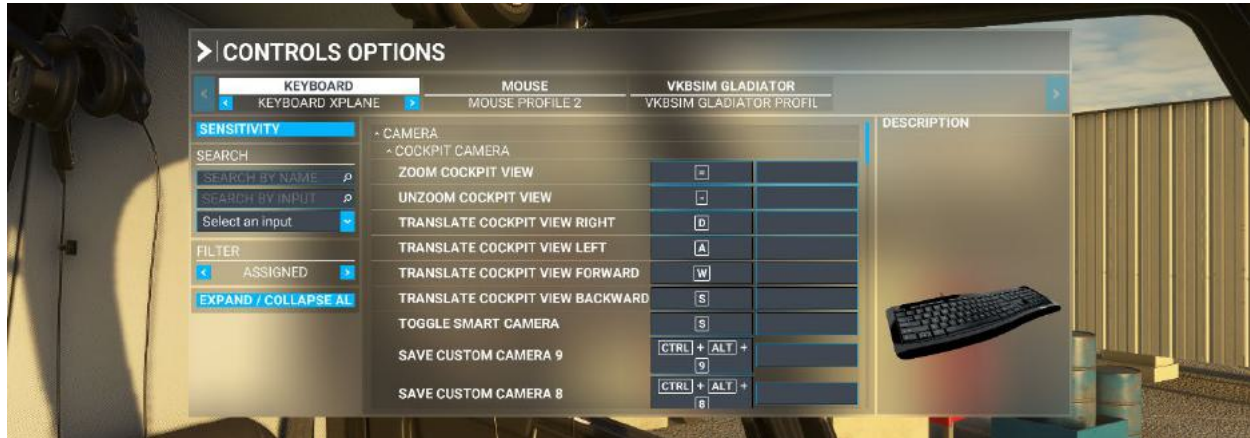 CONTROLS OPTIONS
KEYBOARD
KEYBOARD XPLANE
MOUSE
MOUSE PROFILE 2
VKBSIM GLADIATOR
VKBSIM GLADIATOR PROFIL
SENSITIVITY
SEARCH
SEARCH BY NAME
SEARCH BY INPUT
Select an input
FILTER
ASSIGNED
EXPAND / COLLAPSE AL
CAMERA
COCKPIT CAMERA
ZOOM COCKPIT VIEW =
UNZOOM COCKPIT VIEW -
TRANSLATE COCKPIT VIEW RIGHT D
TRANSLATE COCKPIT VIEW LEFT A
TRANSLATE COCKPIT VIEW FORWARD W
TRANSLATE COCKPIT VIEW BACKWARD S
TOGGLE SMART CAMERA S
SAVE CUSTOM CAMERA 9 CTRL + ALT +
9
SAVE CUSTOM CAMERA 8 CTRL + ALT +
8
DESCRIPTION